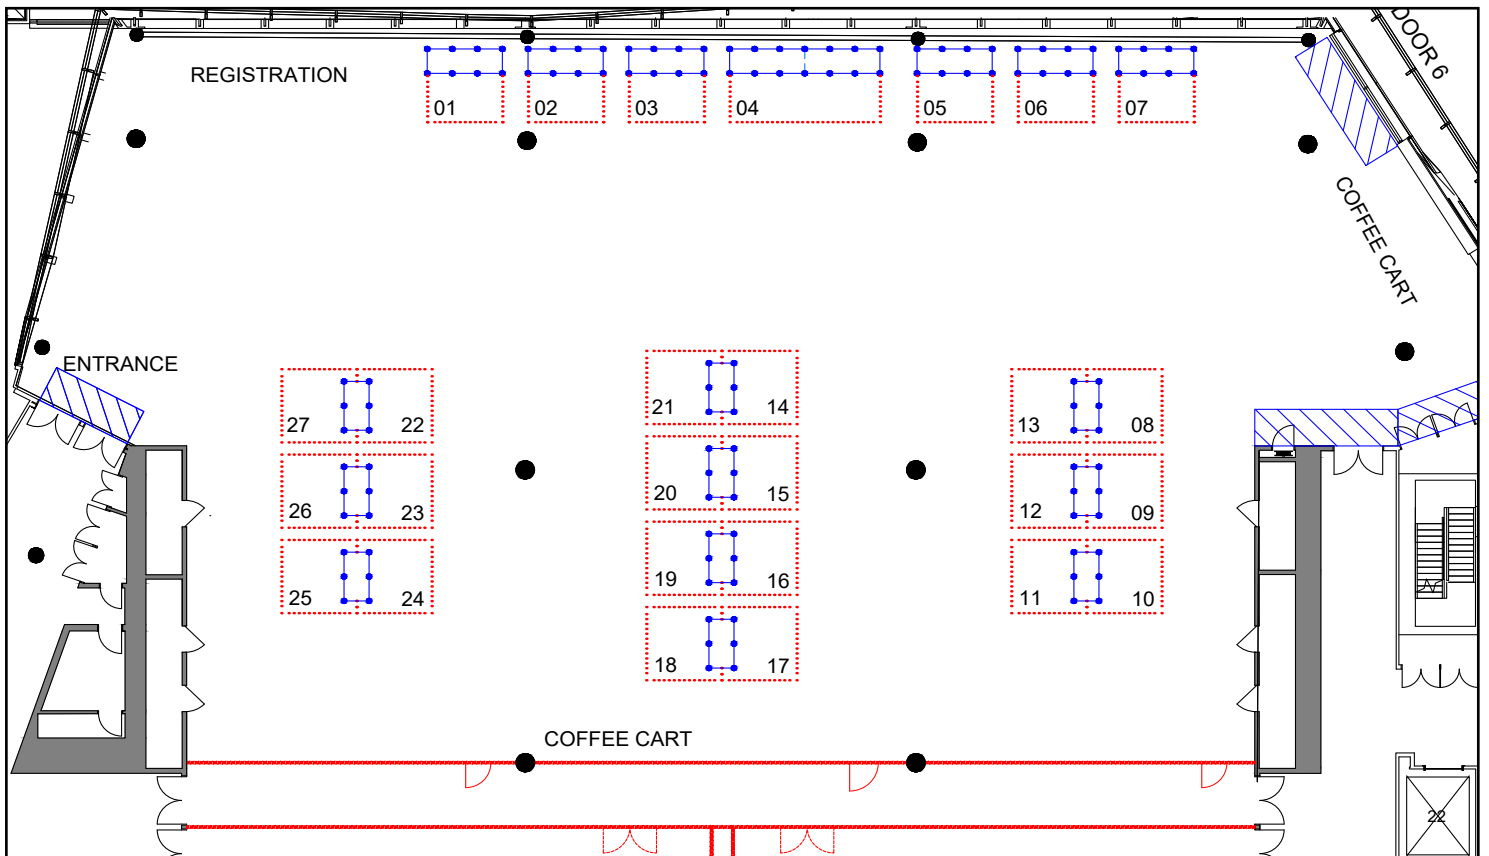 DOOR 6
REGISTRATION
01 02 03 04 05 06 07
COFFEE CART
ENTRANCE
27 22 21 14 13 08
26 23 20 15 12 09
25 24 19 16 11 10
18 17
COFFEE CART
22